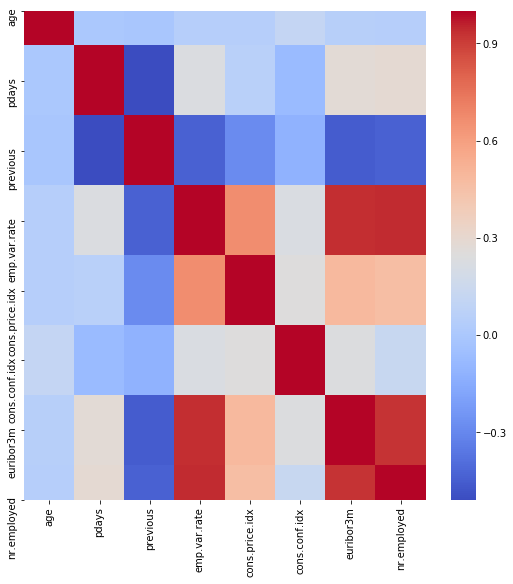 age
pdays
previous
emp.var.rate
cons.price.idx
cons.conf.idx
euribor3m
nr.employed
age
pdays
previous
emp.var.rate
cons.price.idx
cons.conf.idx
euribor3m
nr.employed
0.9
0.6
0.3
0.0
−0.3